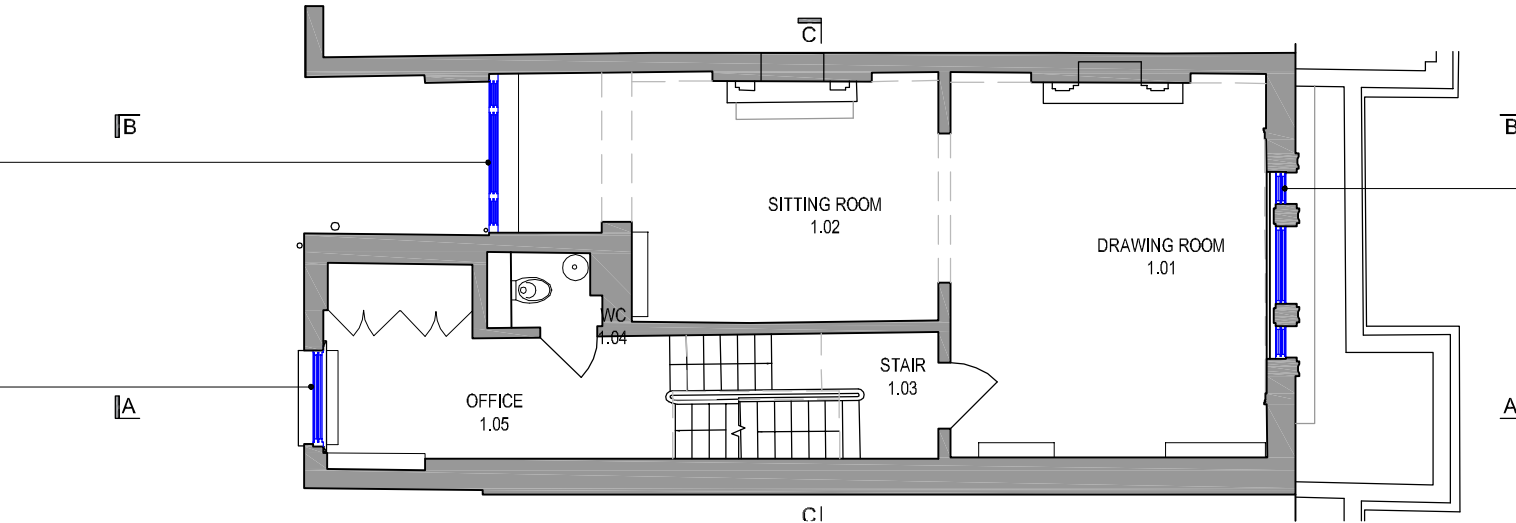 C
B
B
SITTING ROOM
1.02
DRAWING ROOM
1.01
WC
1.04
STAIR
1.03
OFFICE
1.05
A
A
C